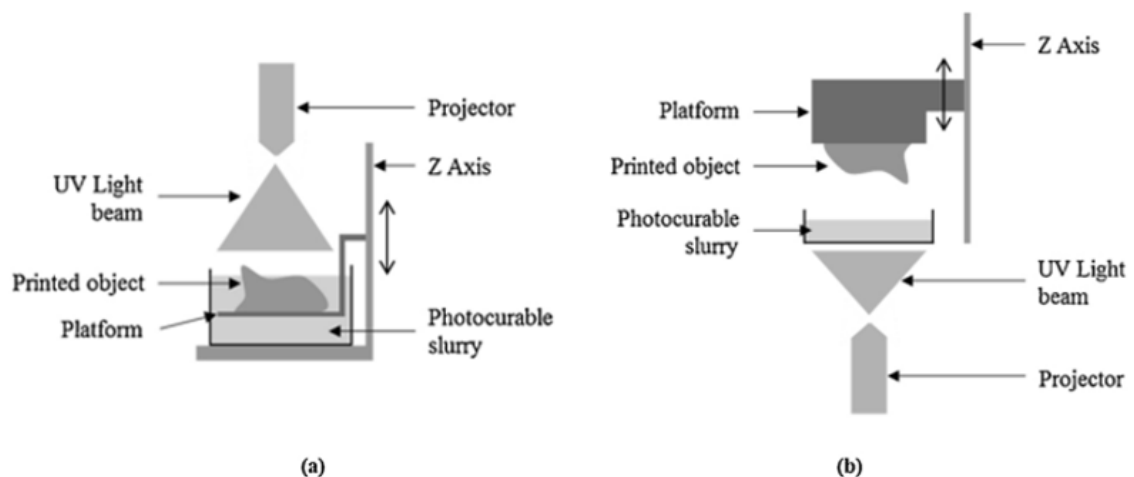 Projector
Z Axis
UV Light
beam
Printed object
Platform
Photocurable
slurry
(a)
Z Axis
Platform
Printed object
Photocurable
slurry
UV Light
beam
Projector
(b)